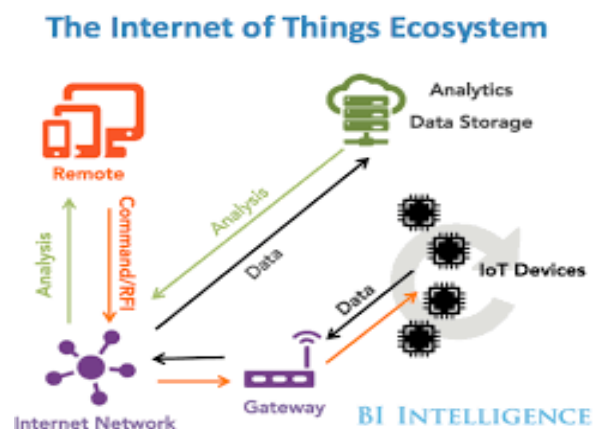 The Internet of Things Ecosystem
Analytics
Data Storage
Remote
Analysis
Command/RFI
Analysis
Data
IoT Devices
Data
Internet Network
Gateway
BI INTELLIGENCE